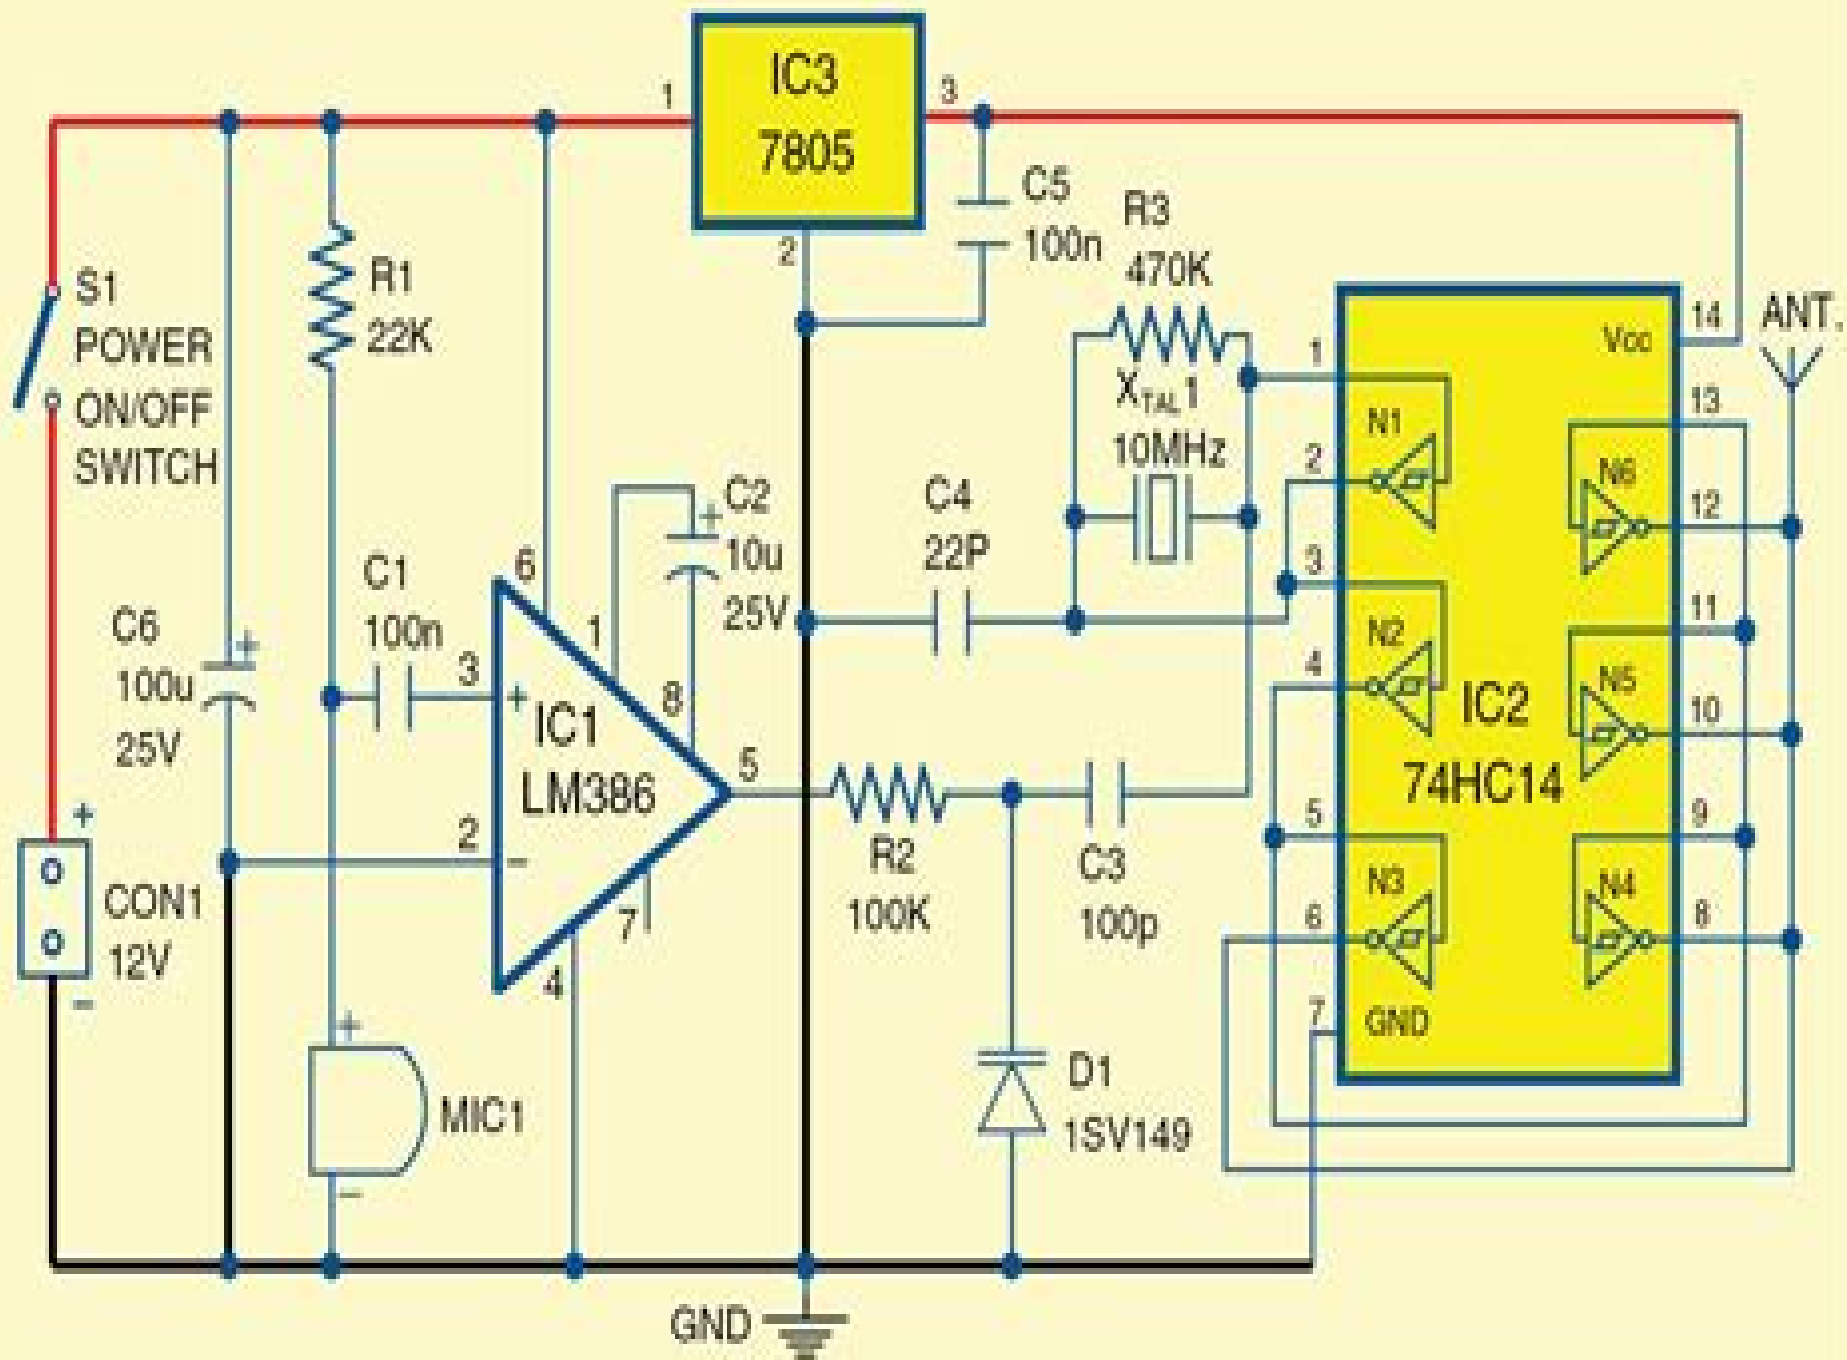 IC3
7805
1
3
2
C5
100n
R3
470K
S1
POWER
ON/OFF
SWITCH
R1
22K
XTAL1
10MHz
C4
22P
C2
+
10u
25V
C1
100n
C6
+
100u
25V
6
1
3
8
+
IC1
LM386
5
2
−
7
4
R2
100K
C3
100p
+
CON1
12V
−
+
MIC1
−
D1
1SV149
GND
ANT.
Vcc
14
1
13
N1
2
N6
12
3
11
N2
4
N5
10
IC2
74HC14
5
9
N3
N4
6
8
7
GND